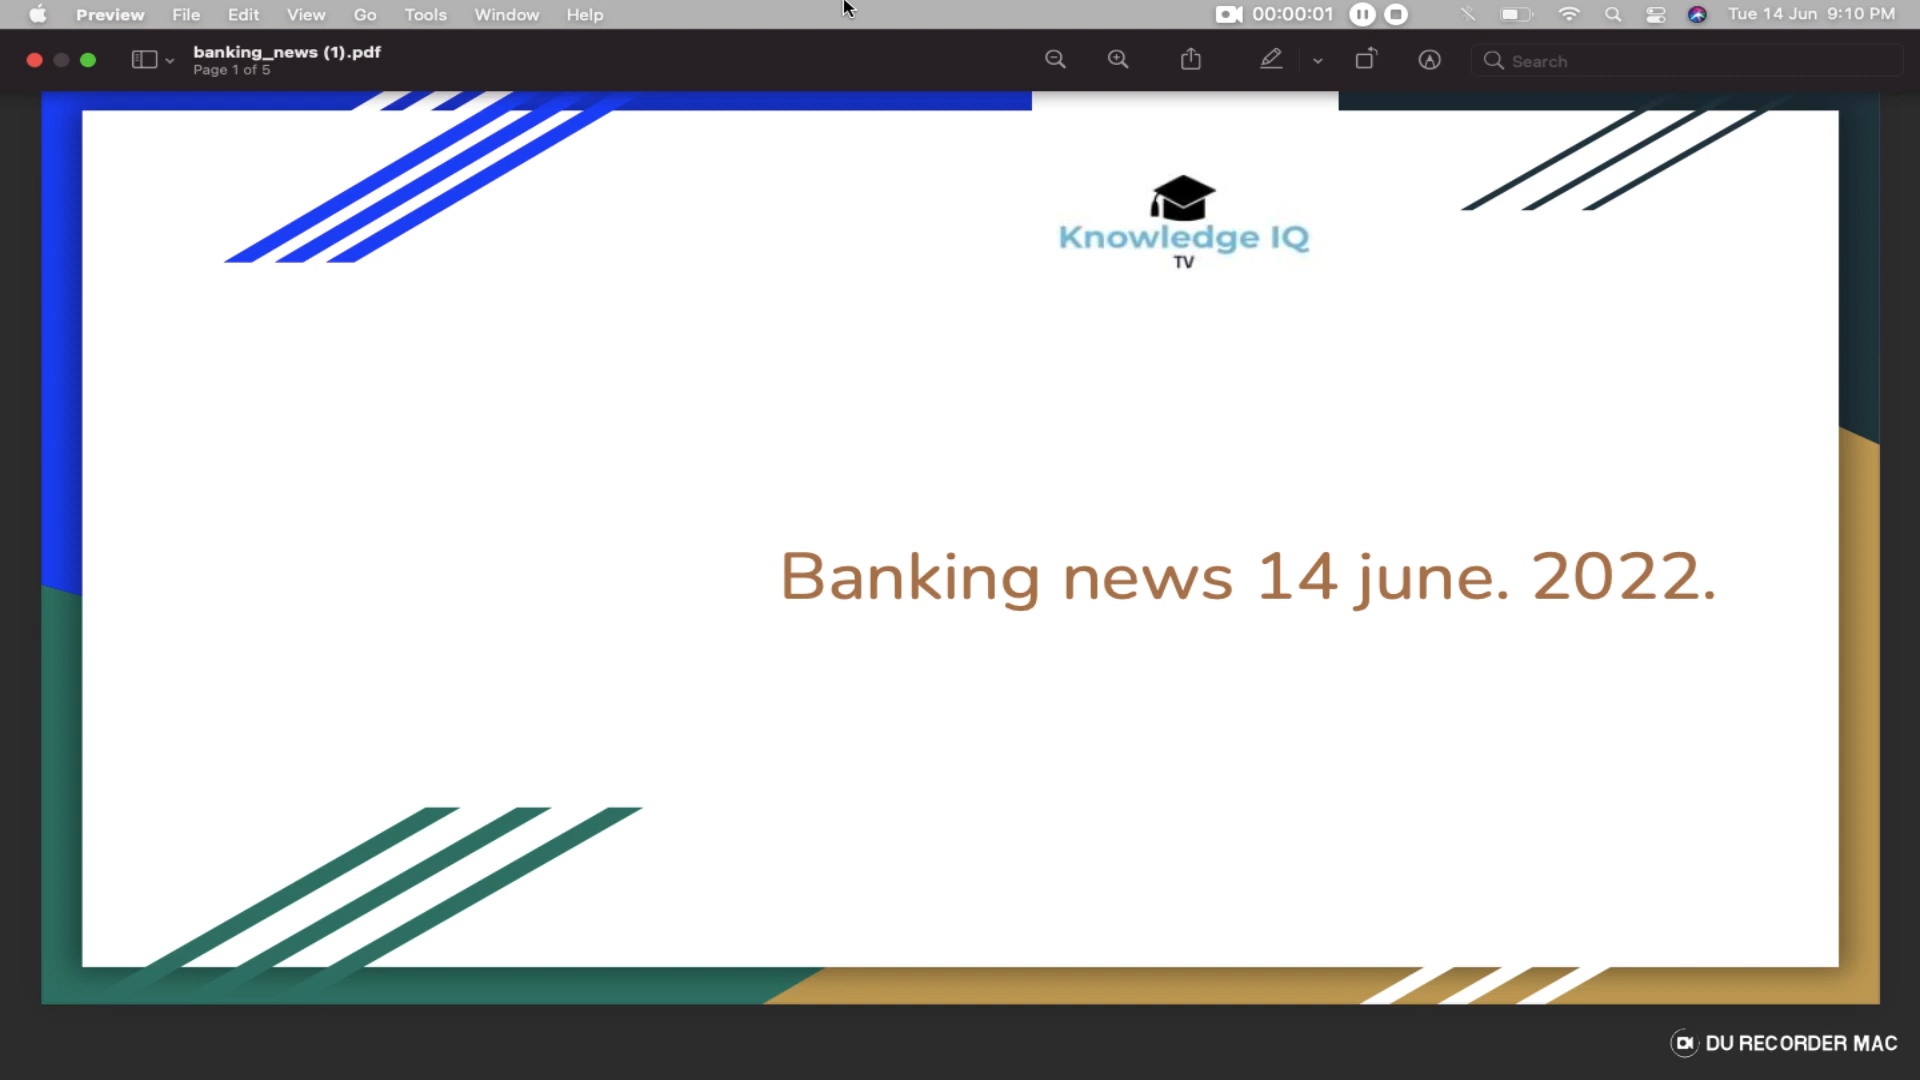 Preview File Edit View Go Tools Window Help 00:00:01 Tue 14 Jun 9:10 PM
banking_news (1).pdf
Page 1 of 5
Search
Knowledge IQ
TV
Banking news 14 june. 2022.
DU RECORDER MAC